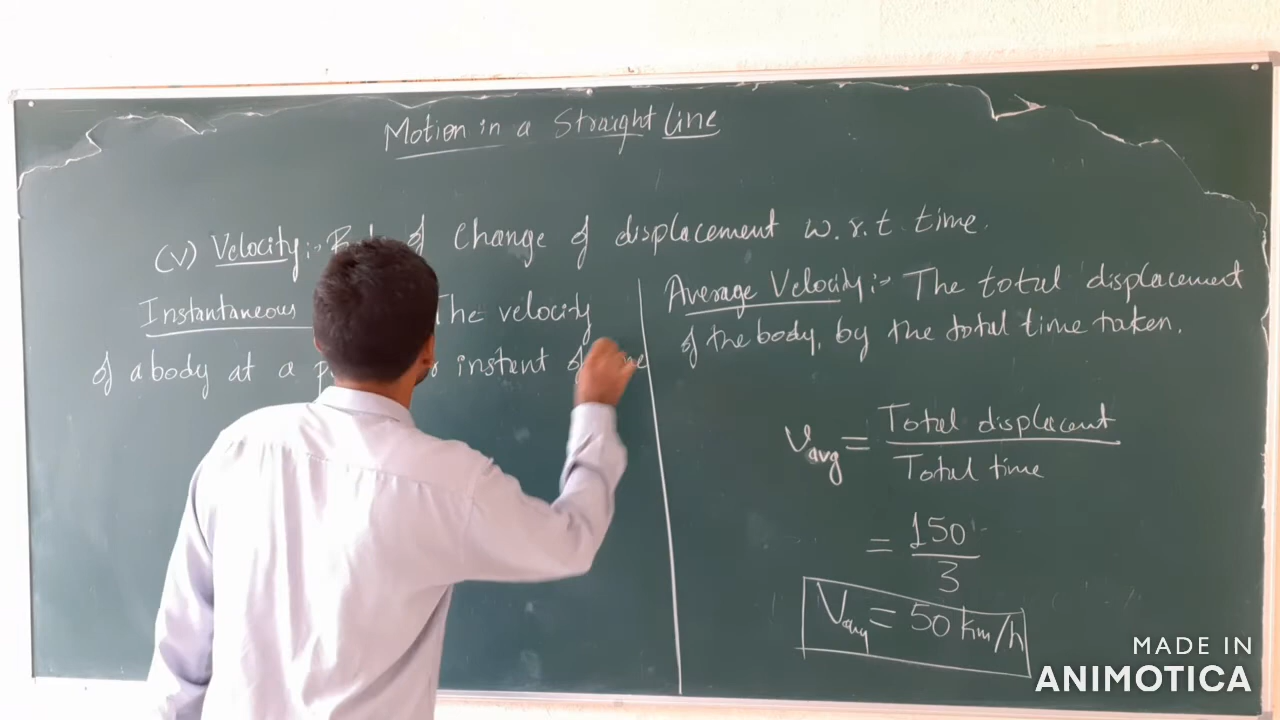 Motion in a Straight Line
(v) Velocity:- of Change of displacement w.r.t. time.
Instantaneous The velocity
of a body at a instant of
Average Velocity:- The total displacement
of the body, by the total time taken.
Vavg = Total displacemt
Total time
= 150
3
Vavg = 50 km/h
MADE IN
ANIMOTICA